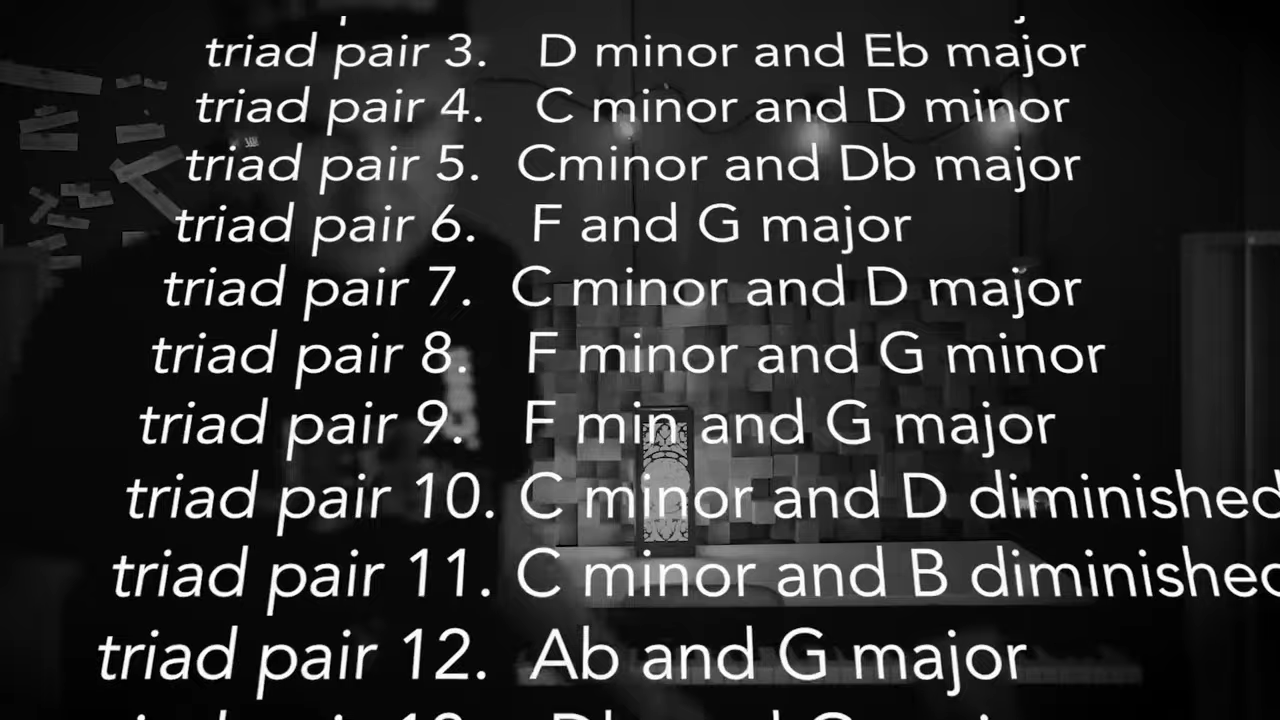 triad pair 3. D minor and Eb major
triad pair 4. C minor and D minor
triad pair 5. Cminor and Db major
triad pair 6. F and G major
triad pair 7. C minor and D major
triad pair 8. F minor and G minor
triad pair 9. F min and G major
triad pair 10. C minor and D diminished
triad pair 11. C minor and B diminished
triad pair 12. Ab and G major